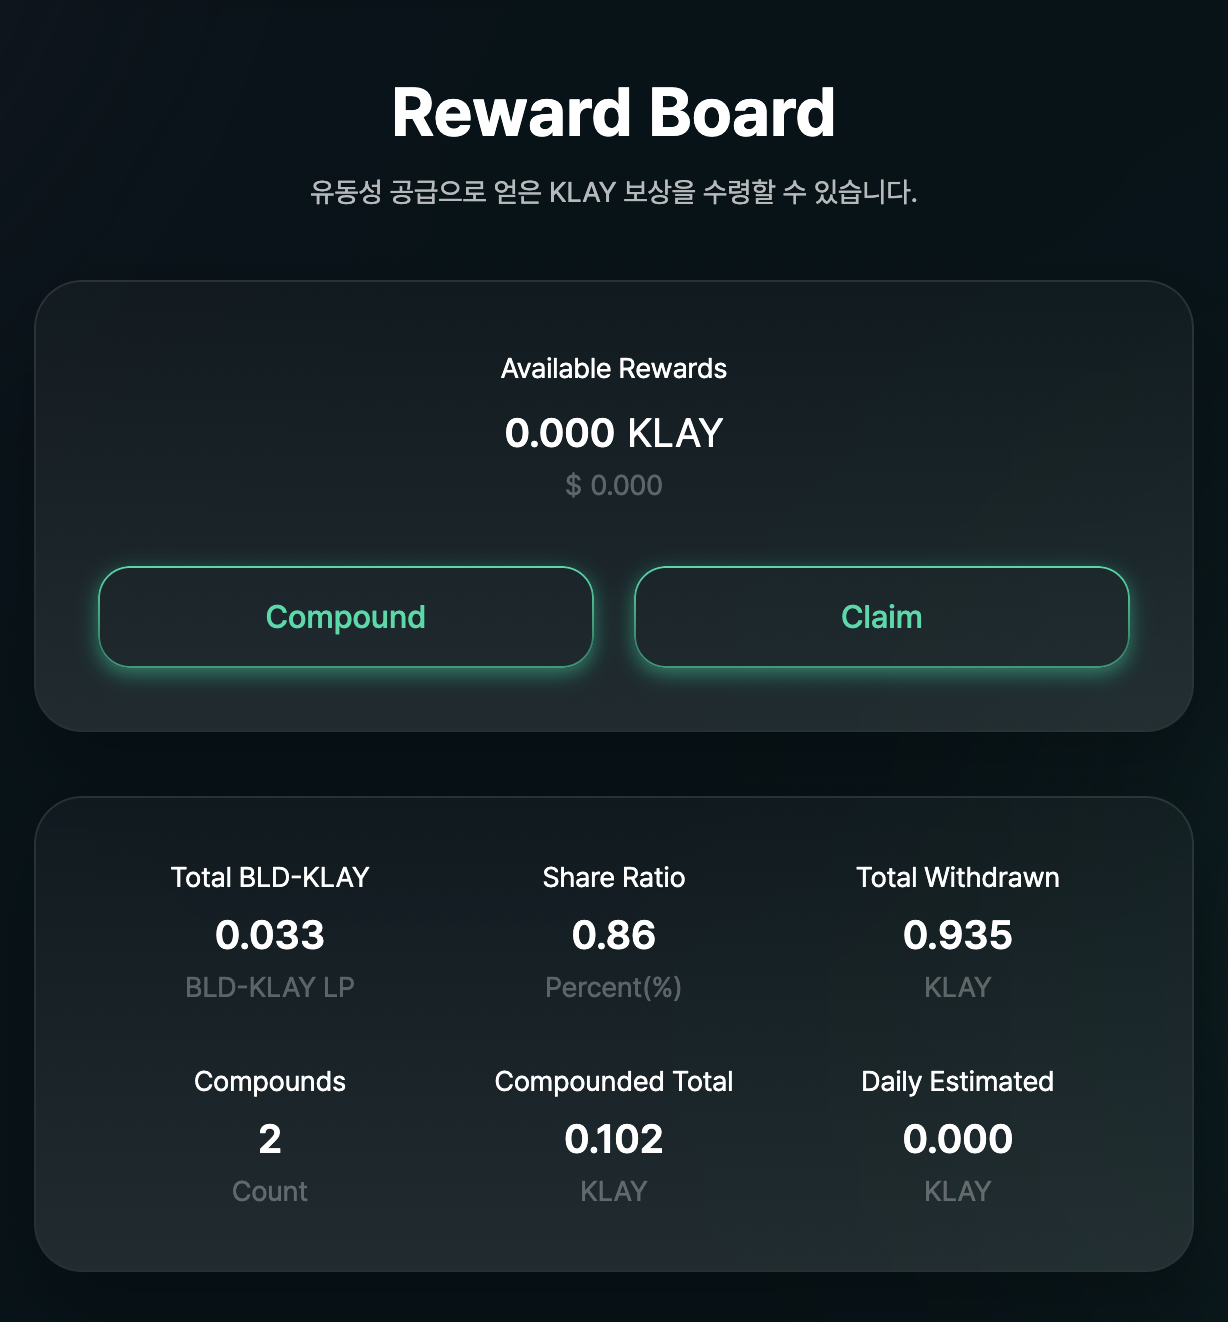 Reward Board
유동성 공급으로 얻은 KLAY 보상을 수령할 수 있습니다.
Available Rewards
0.000 KLAY
$ 0.000
Compound
Claim
Total BLD-KLAY
0.033
BLD-KLAY LP
Share Ratio
0.86
Percent(%)
Total Withdrawn
0.935
KLAY
Compounds
2
Count
Compounded Total
0.102
KLAY
Daily Estimated
0.000
KLAY